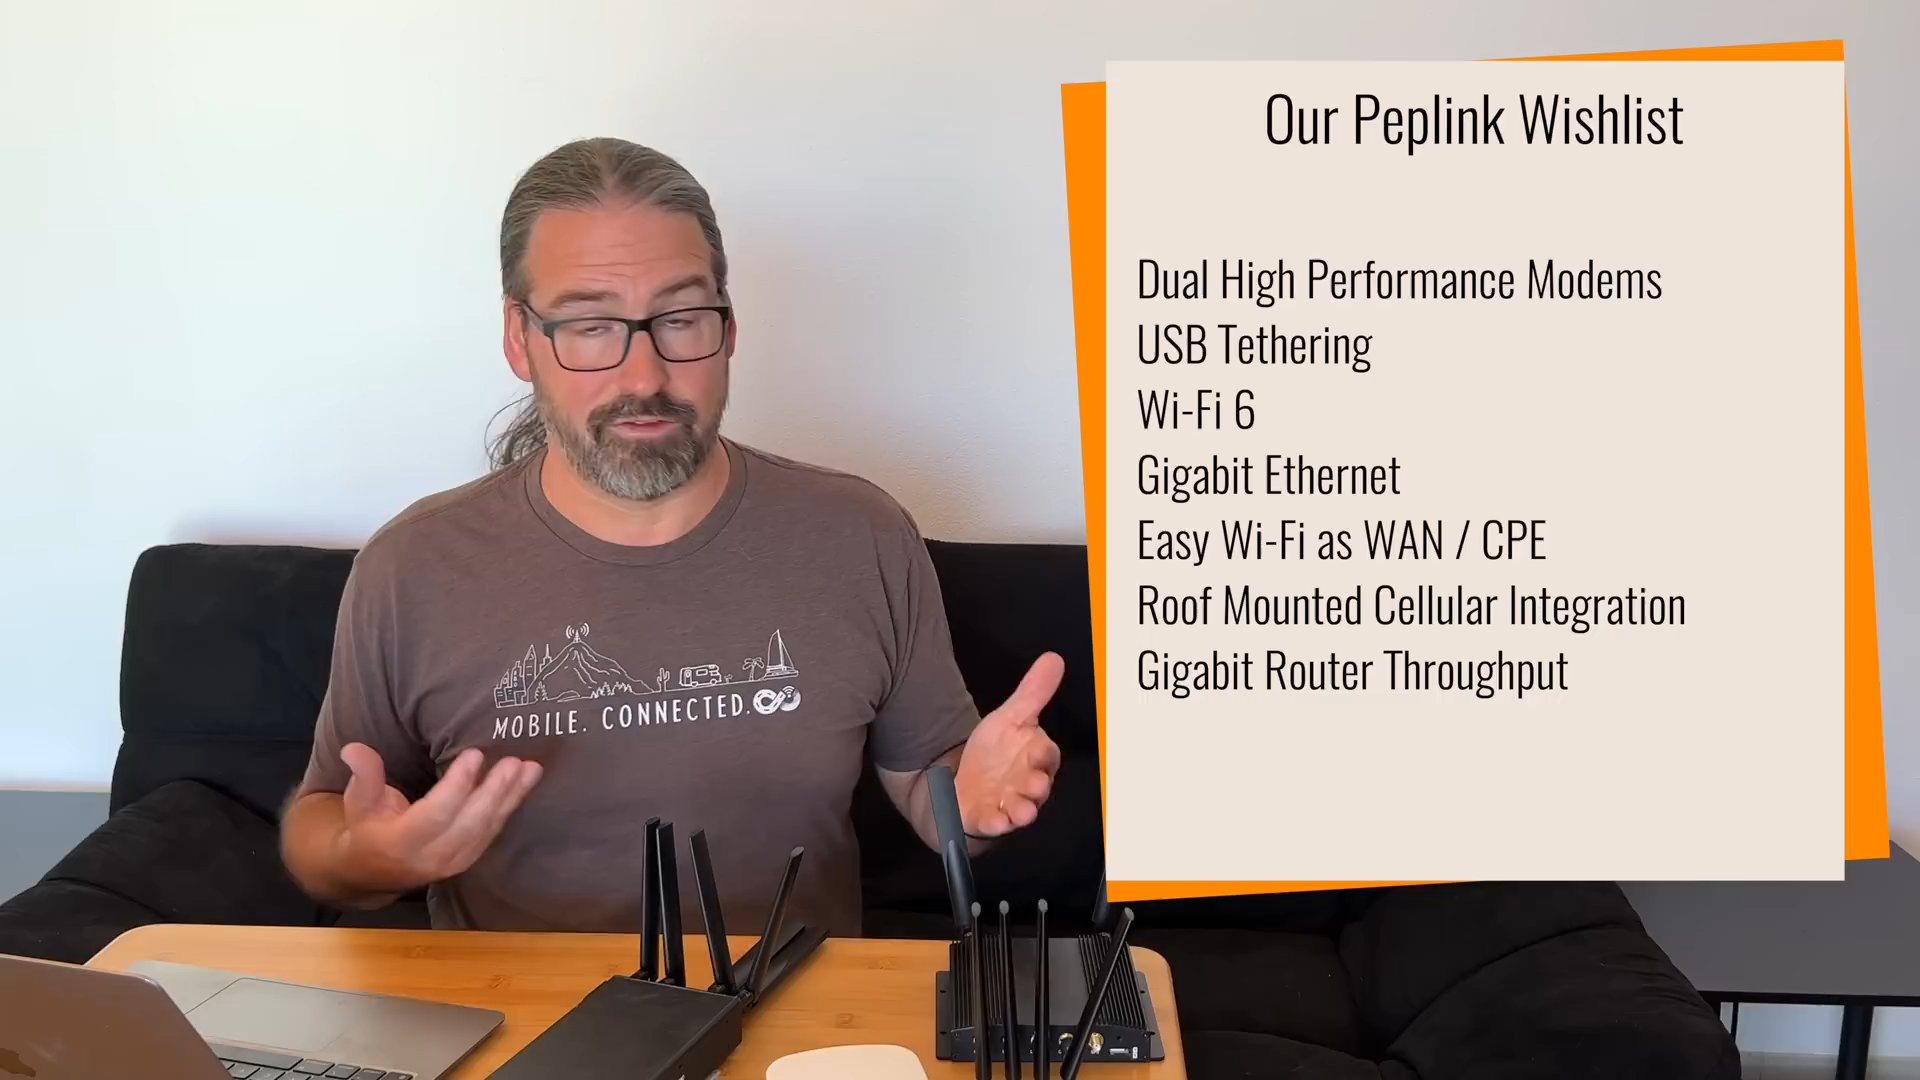 Our Peplink Wishlist
Dual High Performance Modems
USB Tethering
Wi-Fi 6
Gigabit Ethernet
Easy Wi-Fi as WAN / CPE
Roof Mounted Cellular Integration
Gigabit Router Throughput
MOBILE. CONNECTED.